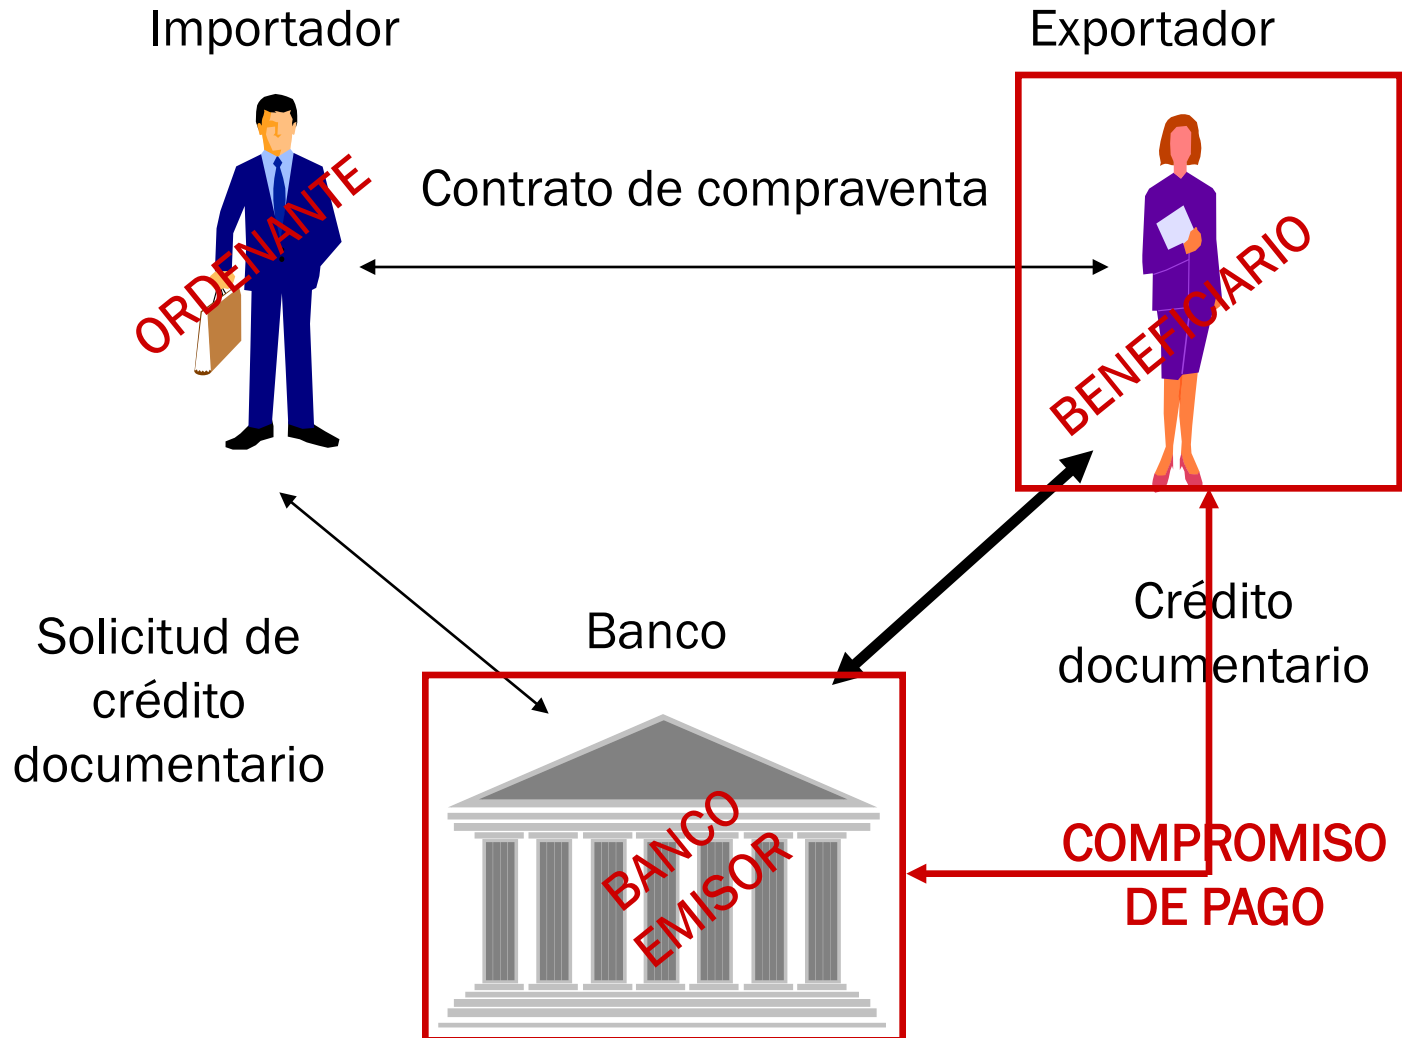 Importador
Exportador
Contrato de compraventa
ORDENANTE
BENEFICIARIO
Solicitud de
crédito
documentario
Banco
Crédito
documentario
BANCO
EMISOR
COMPROMISO
DE PAGO